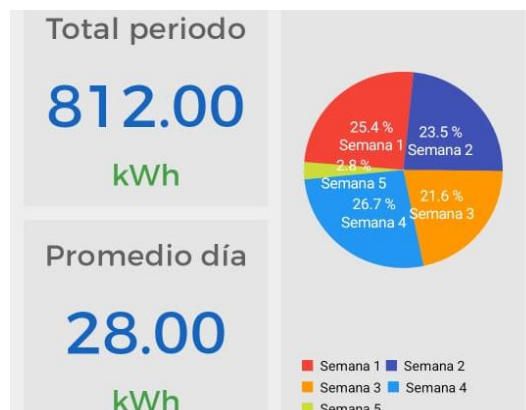 Total periodo
812.00
kWh
Promedio día
28.00
kWh
25.4 %
Semana 1
23.5 %
Semana 2
2.8 %
Semana 5
26.7 %
Semana 4
21.6 %
Semana 3
Semana 1 Semana 2
Semana 3 Semana 4
Semana 5